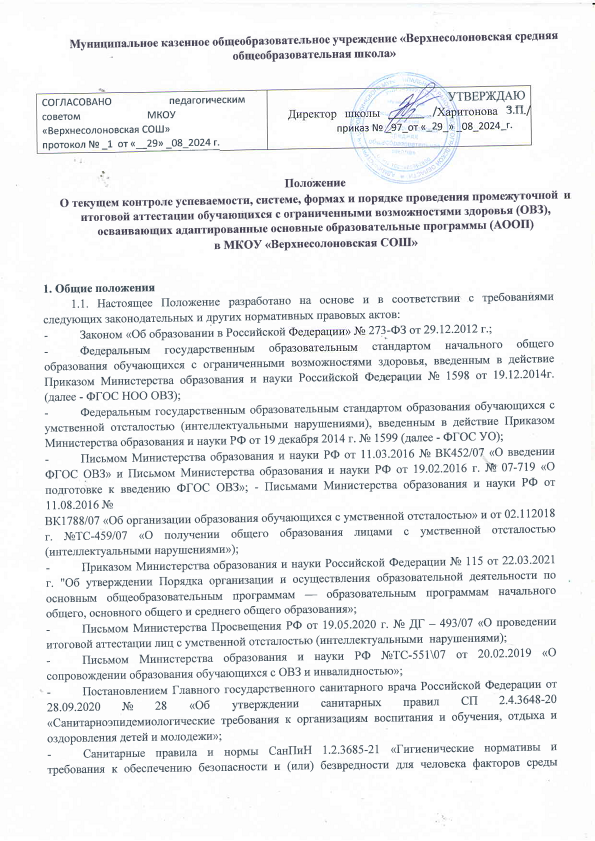 Муниципальное казенное общеобразовательное учреждение «Верхнесолоновская средняя
общеобразовательная школа»
СОГЛАСОВАНО педагогическим
советом МКОУ
«Верхнесолоновская СОШ»
протокол № _1 от «__29» _08_2024 г.
УТВЕРЖДАЮ
Директор школы /Харитонова З.П./
приказ № _97_от «_29_» _08_2024_г.
Положение
О текущем контроле успеваемости, системе, формах и порядке проведения промежуточной и
итоговой аттестации обучающихся с ограниченными возможностями здоровья (ОВЗ),
осваивающих адаптированные основные образовательные программы (АООП)
в МКОУ «Верхнесолоновская СОШ»
1. Общие положения
1.1. Настоящее Положение разработано на основе и в соответствии с требованиями
следующих законодательных и других нормативных правовых актов:
- Законом «Об образовании в Российской Федерации» № 273-ФЗ от 29.12.2012 г.;
- Федеральным государственным образовательным стандартом начального общего
образования обучающихся с ограниченными возможностями здоровья, введенным в действие
Приказом Министерства образования и науки Российской Федерации № 1598 от 19.12.2014г.
(далее - ФГОС НОО ОВЗ);
- Федеральным государственным образовательным стандартом образования обучающихся с
умственной отсталостью (интеллектуальными нарушениями), введенным в действие Приказом
Министерства образования и науки РФ от 19 декабря 2014 г. № 1599 (далее - ФГОС УО);
- Письмом Министерства образования и науки РФ от 11.03.2016 № ВК452/07 «О введении
ФГОС ОВЗ» и Письмом Министерства образования и науки РФ от 19.02.2016 г. № 07-719 «О
подготовке к введению ФГОС ОВЗ»; - Письмами Министерства образования и науки РФ от
11.08.2016 №
ВК1788/07 «Об организации образования обучающихся с умственной отсталостью» и от 02.112018
г. №ТС-459/07 «О получении общего образования лицами с умственной отсталостью
(интеллектуальными нарушениями»);
- Приказом Министерства образования и науки Российской Федерации № 115 от 22.03.2021
г. "Об утверждении Порядка организации и осуществления образовательной деятельности по
основным общеобразовательным программам — образовательным программам начального
общего, основного общего и среднего общего образования»;
- Письмом Министерства Просвещения РФ от 19.05.2020 г. № ДГ – 493/07 «О проведении
итоговой аттестации лиц с умственной отсталостью (интеллектуальными нарушениями);
- Письмом Министерства образования и науки РФ №ТС-551\07 от 20.02.2019 «О
сопровождении образования обучающихся с ОВЗ и инвалидностью»;
- Постановлением Главного государственного санитарного врача Российской Федерации от
28.09.2020 № 28 «Об утверждении санитарных правил СП 2.4.3648-20
«Санитарноэпидемиологические требования к организациям воспитания и обучения, отдыха и
оздоровления детей и молодежи»;
- Санитарные правила и нормы СанПиН 1.2.3685-21 «Гигиенические нормативы и
требования к обеспечению безопасности и (или) безвредности для человека факторов среды